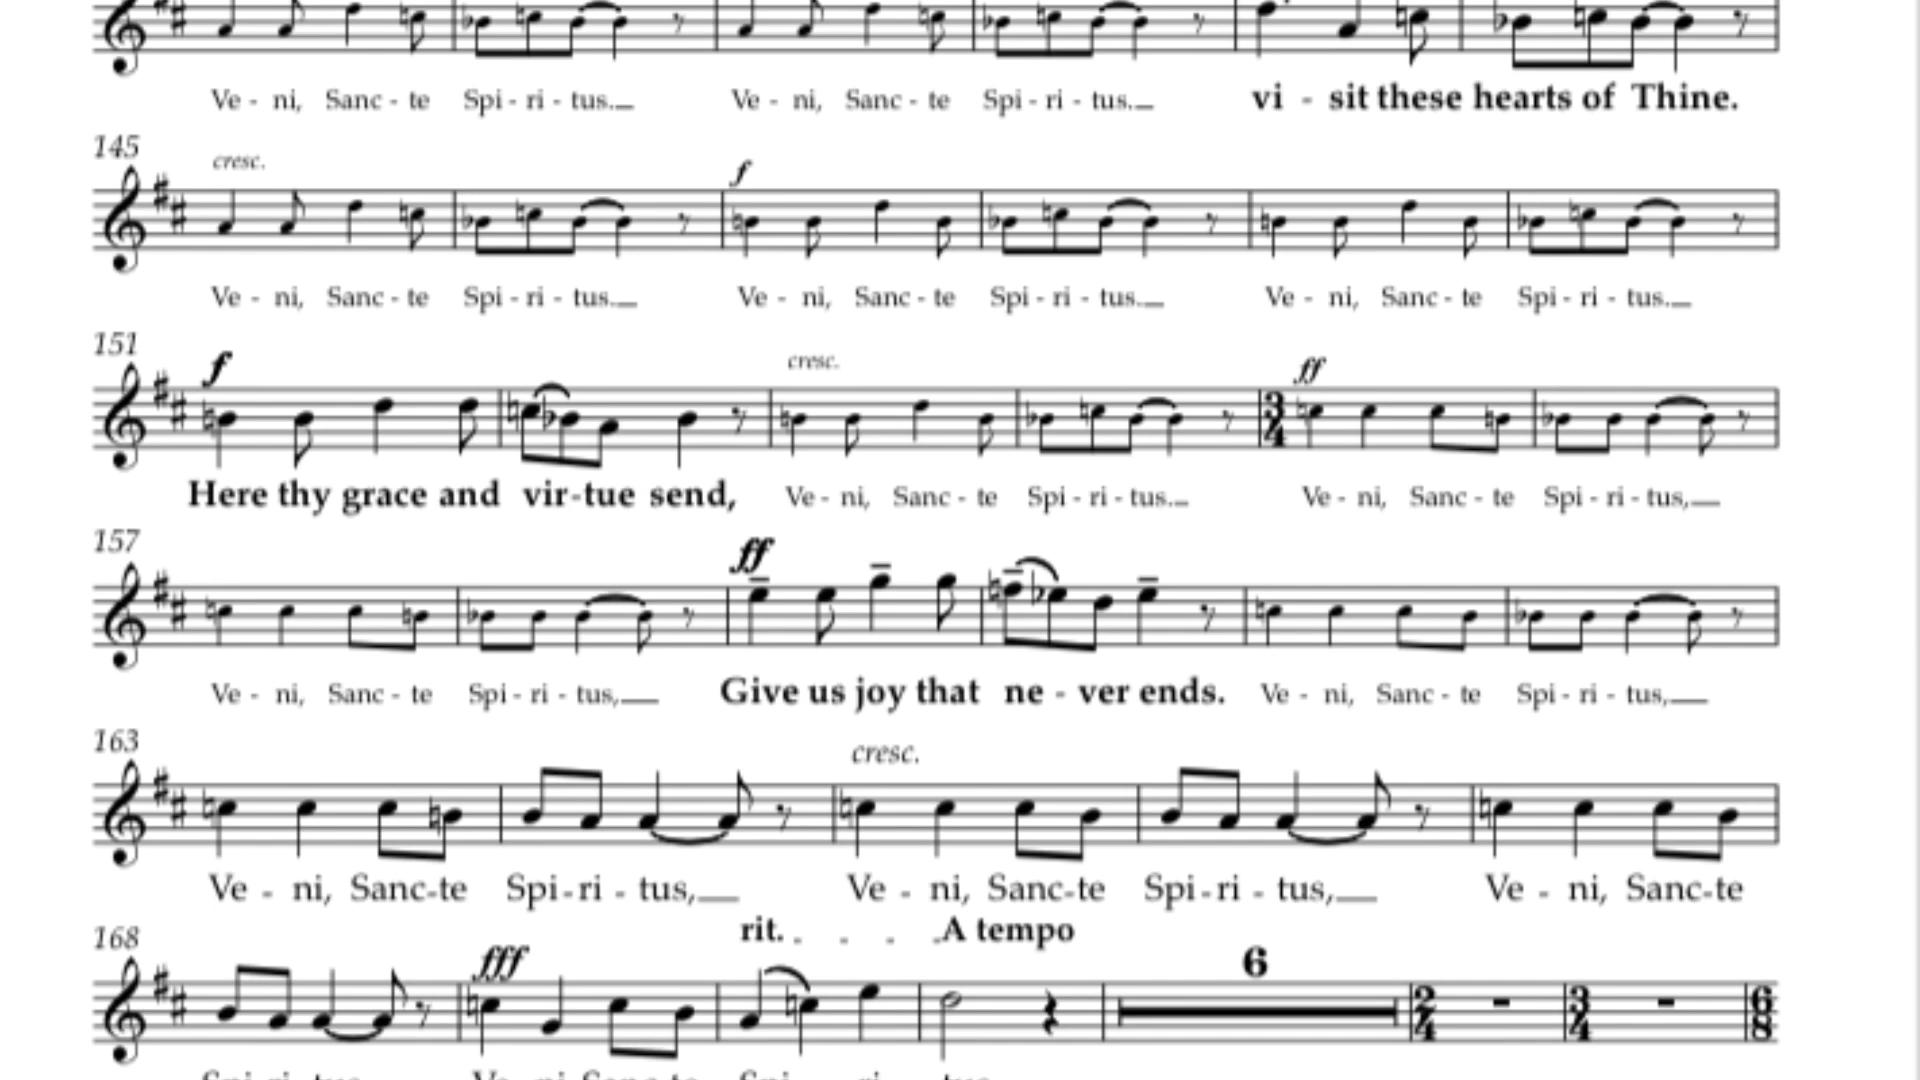 Ve - ni, Sanc - te Spi - ri - tus. Ve - ni, Sanc - te Spi - ri - tus. vi - sit these hearts of Thine.
145 cresc. f
Ve - ni, Sanc - te Spi - ri - tus. Ve - ni, Sanc - te Spi - ri - tus. Ve - ni, Sanc - te Spi - ri - tus.
151 f cresc. ff
3 4
Here thy grace and vir - tue send, Ve - ni, Sanc - te Spi - ri - tus. Ve - ni, Sanc - te Spi - ri - tus,
157 ff
Ve - ni, Sanc - te Spi - ri - tus, Give us joy that ne - ver ends. Ve - ni, Sanc - te Spi - ri - tus,
163 cresc.
Ve - ni, Sanc - te Spi - ri - tus, Ve - ni, Sanc - te Spi - ri - tus, Ve - ni, Sanc - te
rit. . . . . A tempo
168 fff 6
2 4 3 4 6 8